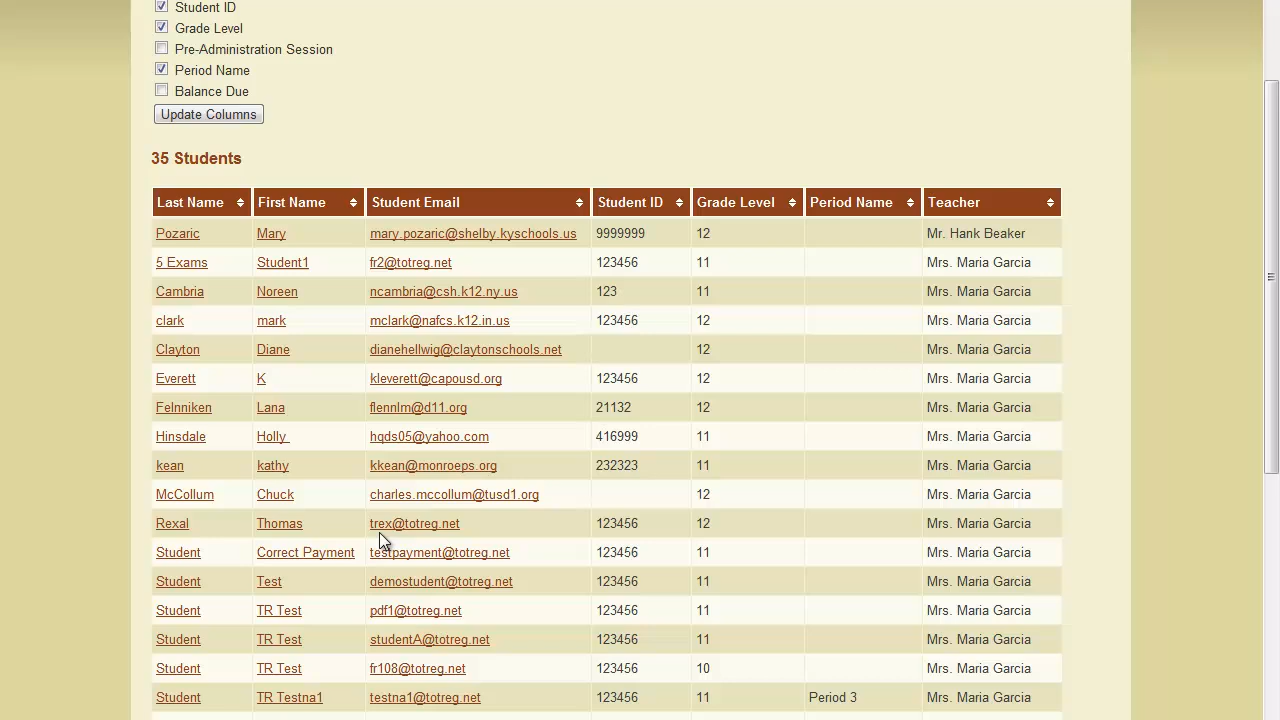 Student ID
Grade Level
Pre-Administration Session
Period Name
Balance Due
Update Columns
35 Students
Last Name First Name Student Email Student ID Grade Level Period Name Teacher
Pozaric Mary mary.pozaric@shelby.kyschools.us 9999999 12 Mr. Hank Beaker
5 Exams Student1 fr2@totreg.net 123456 11 Mrs. Maria Garcia
Cambria Noreen ncambria@csh.k12.ny.us 123 11 Mrs. Maria Garcia
clark mark mclark@nafcs.k12.in.us 123456 12 Mrs. Maria Garcia
Clayton Diane dianehellwig@claytonschools.net 12 Mrs. Maria Garcia
Everett K kleverett@capousd.org 123456 12 Mrs. Maria Garcia
Felnniken Lana flennlm@d11.org 21132 12 Mrs. Maria Garcia
Hinsdale Holly hqds05@yahoo.com 416999 11 Mrs. Maria Garcia
kean kathy kkean@monroeps.org 232323 11 Mrs. Maria Garcia
McCollum Chuck charles.mccollum@tusd1.org 12 Mrs. Maria Garcia
Rexal Thomas trex@totreg.net 123456 12 Mrs. Maria Garcia
Student Correct Payment testpayment@totreg.net 123456 11 Mrs. Maria Garcia
Student Test demostudent@totreg.net 123456 11 Mrs. Maria Garcia
Student TR Test pdf1@totreg.net 123456 11 Mrs. Maria Garcia
Student TR Test studentA@totreg.net 123456 11 Mrs. Maria Garcia
Student TR Test fr108@totreg.net 123456 10 Mrs. Maria Garcia
Student TR Testna1 testna1@totreg.net 123456 11 Period 3 Mrs. Maria Garcia